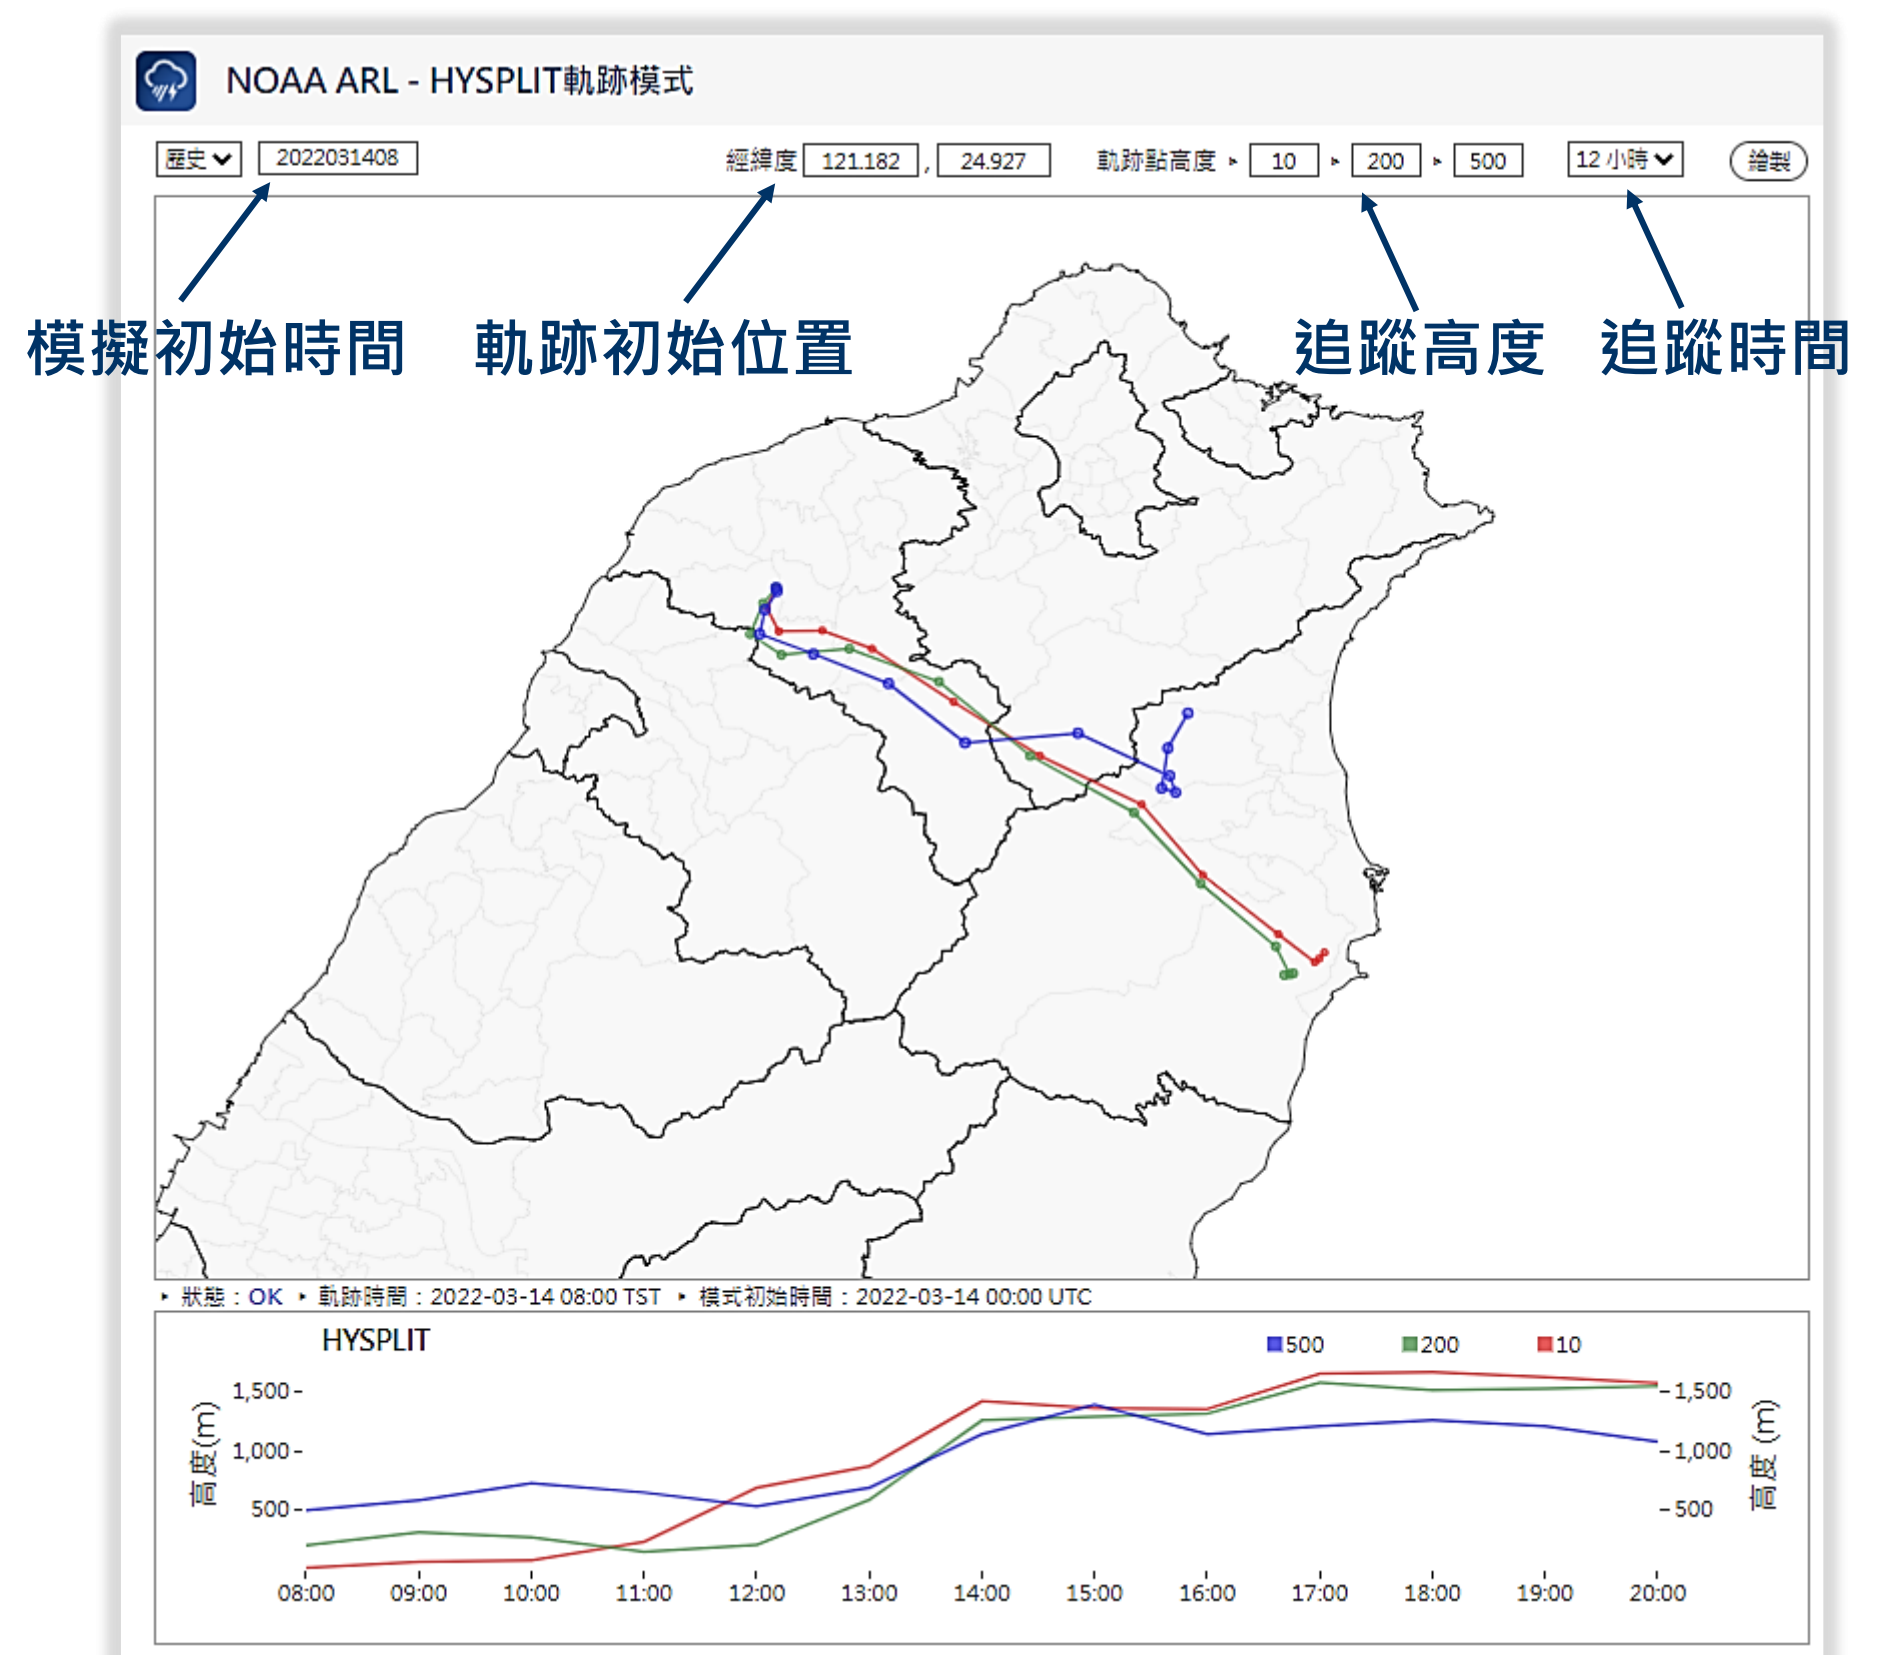 NOAA ARL - HYSPLIT軌跡模式
歷史 2022031408 經緯度 121.182 , 24.927 軌跡點高度 ▸ 10 ▸ 200 ▸ 500 12 小時 繪製
模擬初始時間 軌跡初始位置 追蹤高度 追蹤時間
▸ 狀態：OK ▸ 軌跡時間：2022-03-14 08:00 TST ▸ 模式初始時間：2022-03-14 00:00 UTC
HYSPLIT 500 200 10
1,500 1,500
高度(m) 1,000 1,000 高度 (m)
500 500
08:00 09:00 10:00 11:00 12:00 13:00 14:00 15:00 16:00 17:00 18:00 19:00 20:00